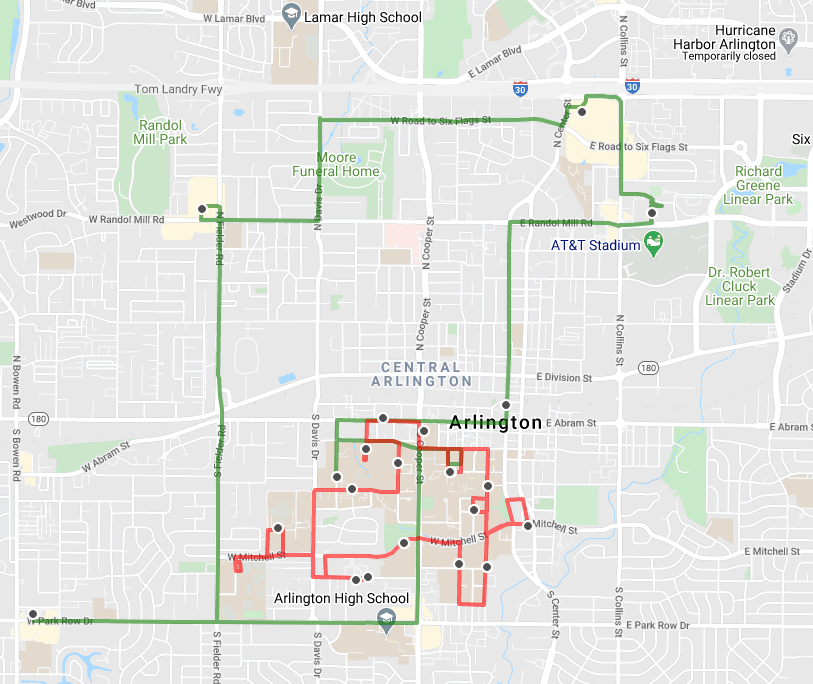 arvard Blvd
W Lamar Blvd
Lamar High School
N Collins St
Hurricane
Harbor Arlington
Temporarily closed
E Lamar Blvd
Tom Landry Fwy
30
30
Randol
Mill Park
W Road to Six Flags St
N Center St
Six
E Road to Six Flags St
Moore
Funeral Home
Richard
Greene
Linear Park
N Davis Dr
Westwood Dr
W Randol Mill Rd
N Fielder Rd
E Randol Mill Rd
N Cooper St
AT&T Stadium
Stadium Dr
Dr. Robert
Cluck
Linear Park
N Cooper St
N Collins St
N Bowen Rd
CENTRAL
ARLINGTON
180
E Division St
180
Arlington
E Abram St
E Abram St
S Bowen Rd
W Abram St
S Fielder Rd
S Davis Dr
S Cooper St
W Mitchell St
W Mitchell St
Mitchell St
E Mitchell St
Arlington High School
S Center St
S Collins St
W Park Row Dr
E Park Row Dr
S Fielder Rd
S Davis Dr